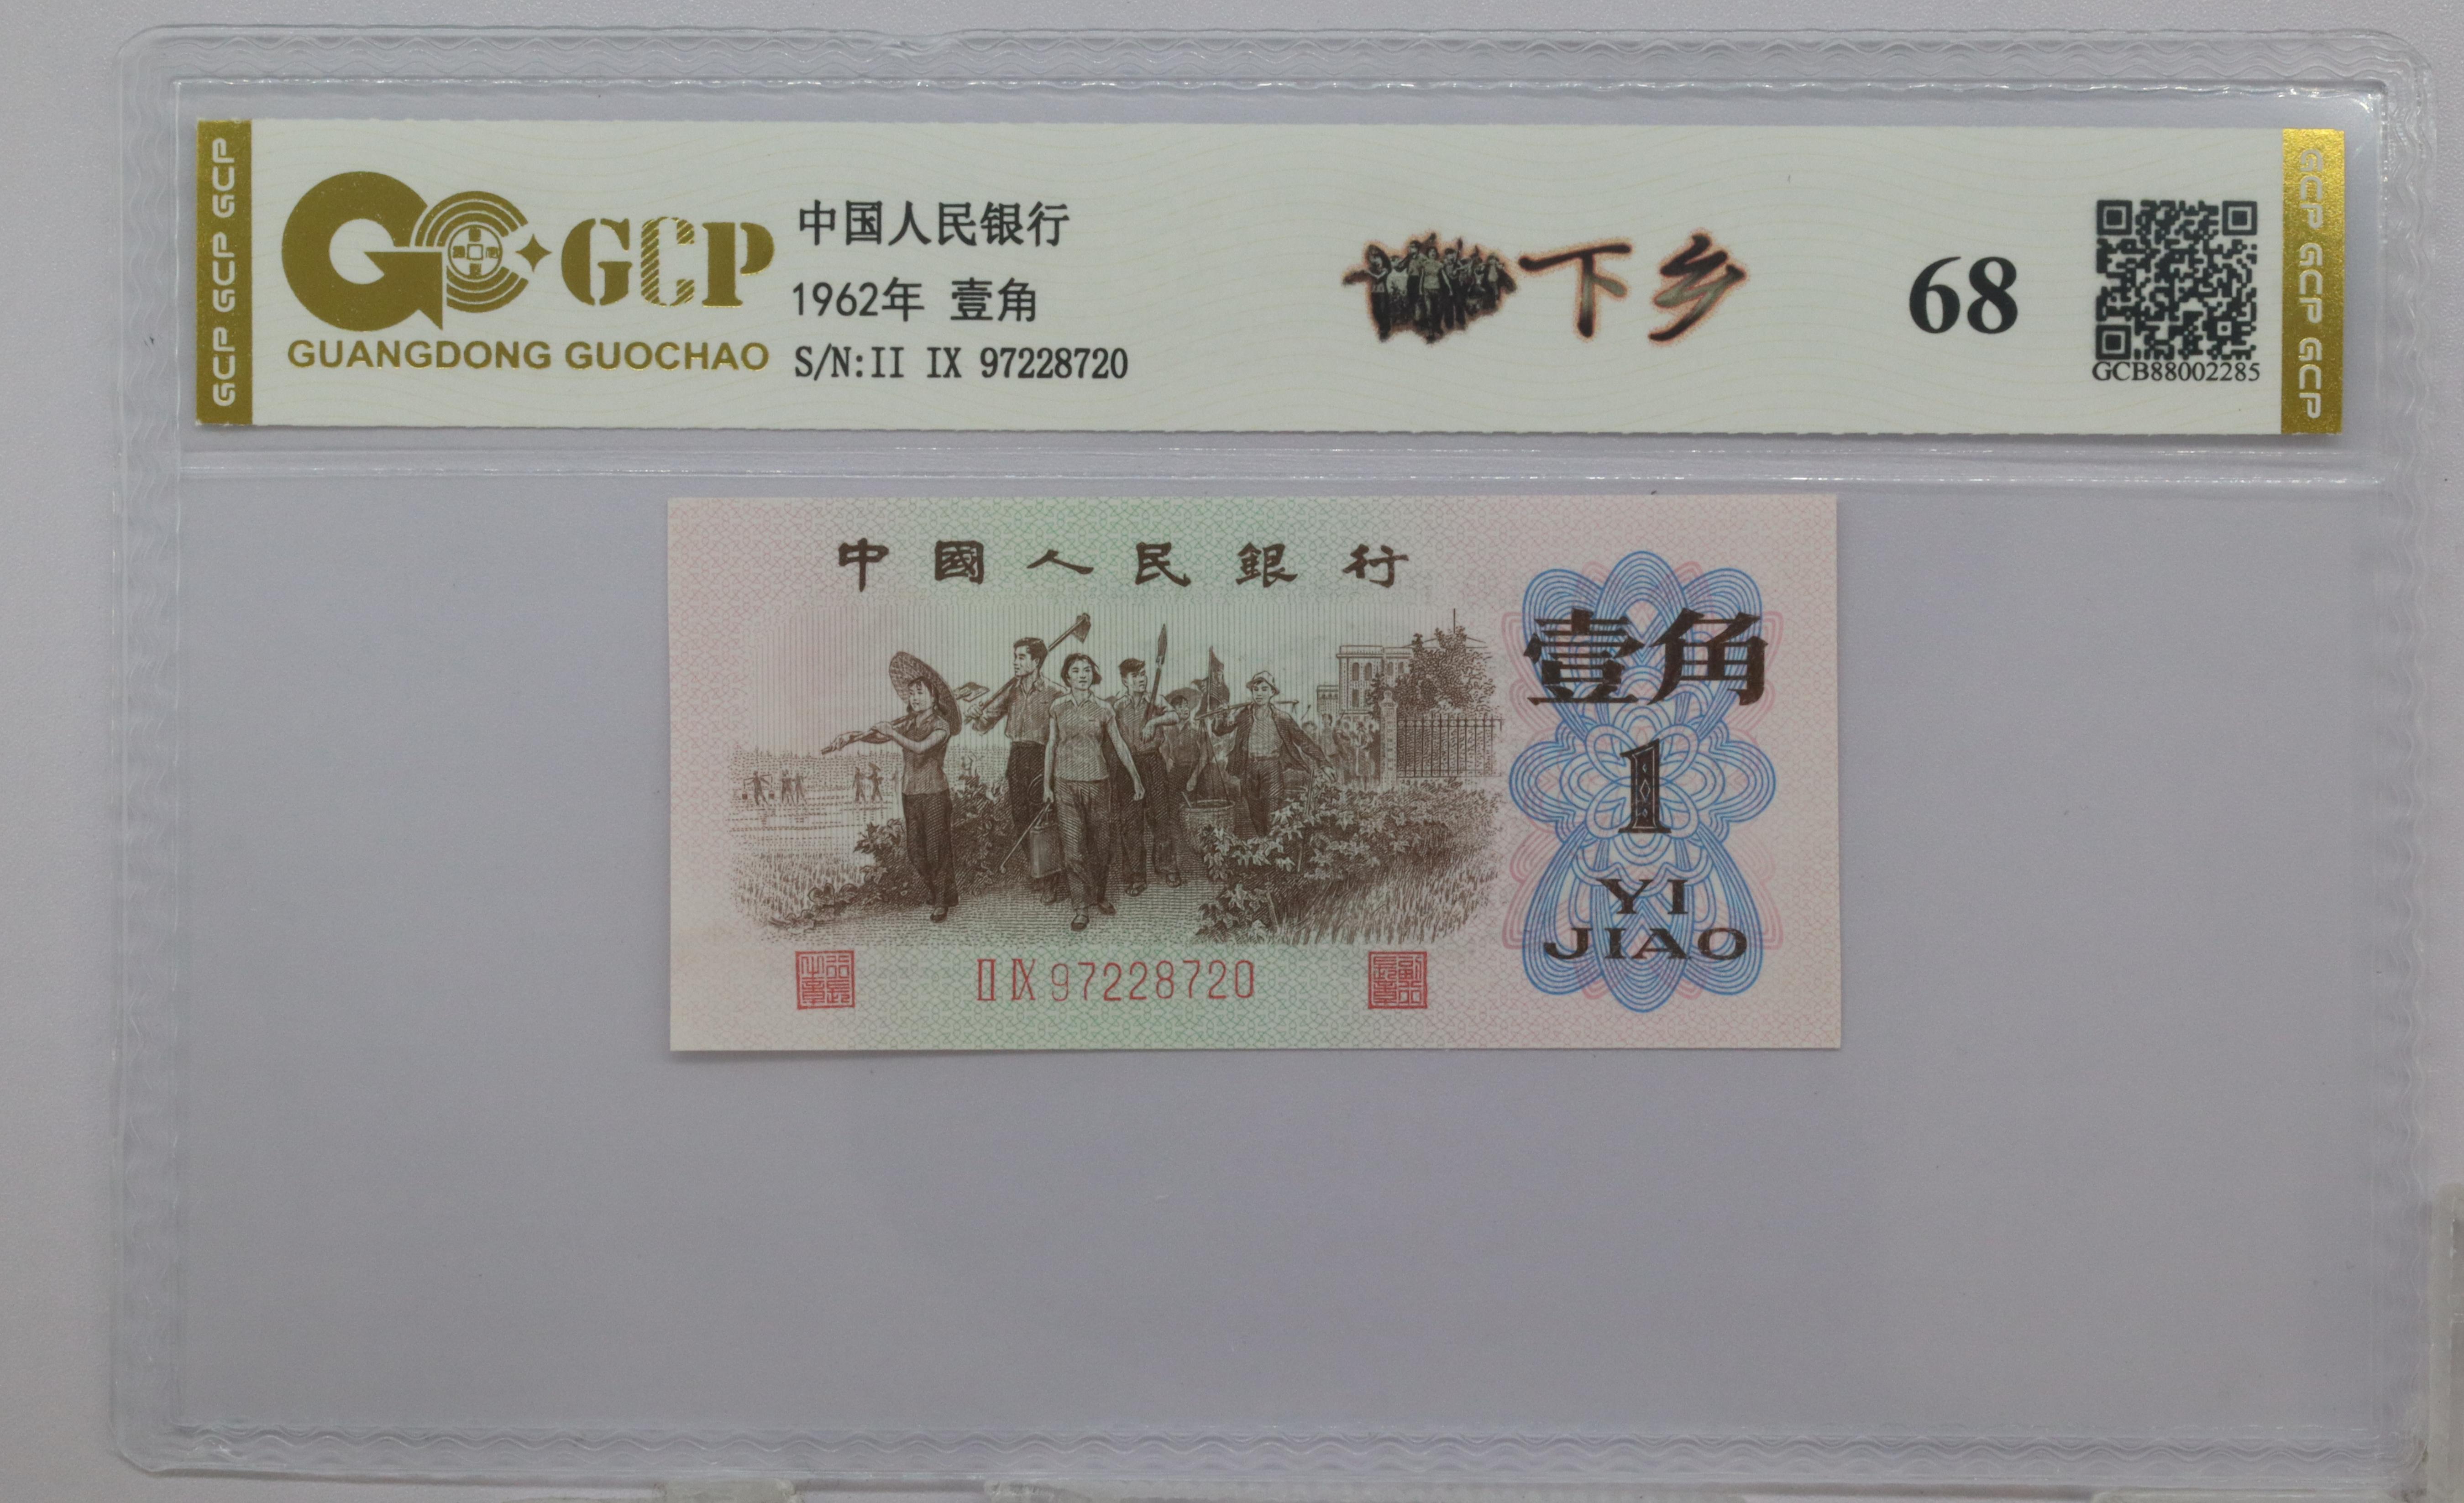 GCP GCP GCP
GC GCP
GUANGDONG GUOCHAO
中国人民银行
1962年 壹角
S/N:II IX 97228720
下乡
68
GCB88002285
GCP GCP GCP
中國人民銀行
壹角
1
YI
JIAO
II IX 97228720